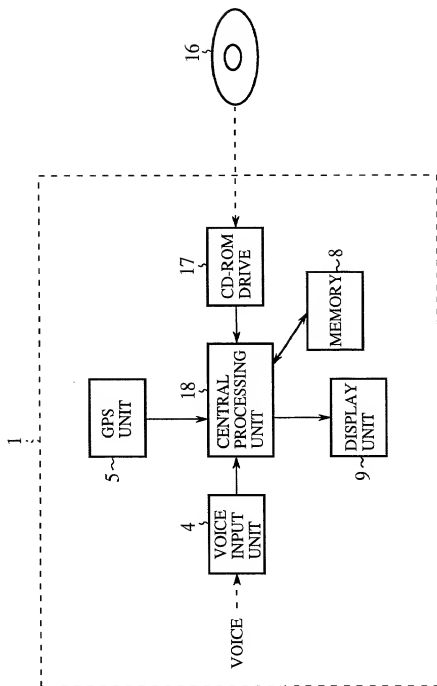 1
16
GPS
UNIT
5
VOICE
4
VOICE
INPUT
UNIT
18
CENTRAL
PROCESSING
UNIT
17
CD-ROM
DRIVE
DISPLAY
UNIT
9
MEMORY
8